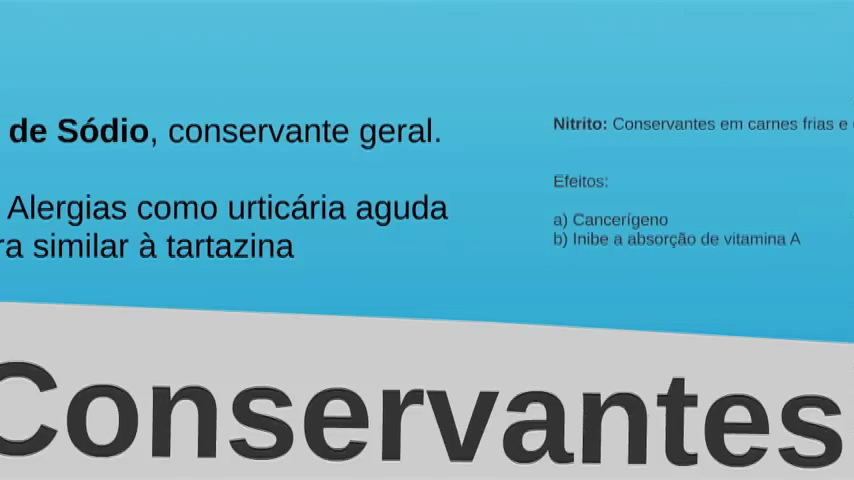 de Sódio, conservante geral.
Alergias como urticária aguda
similar à tartazina
Nitrito: Conservantes em carnes frias e
Efeitos:
a) Cancerígeno
b) Inibe a absorção de vitamina A
Conservantes